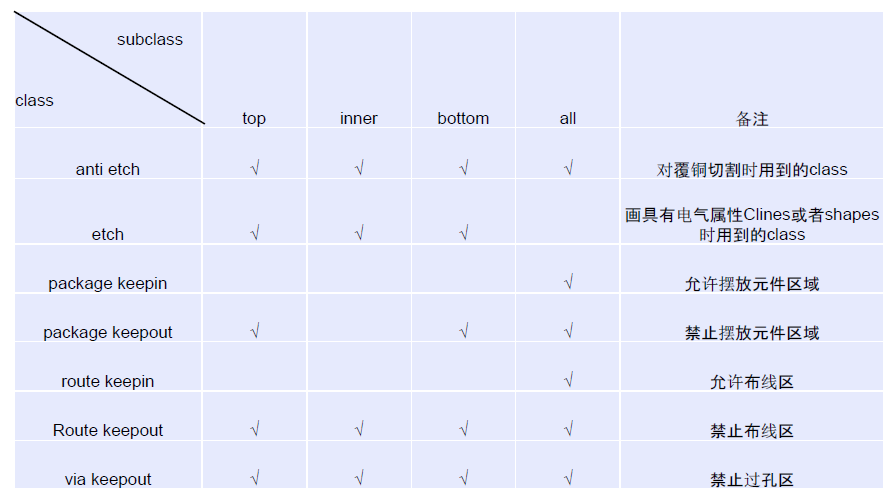 subclass
class
top inner bottom all 备注
anti etch √ √ √ √ 对覆铜切割时用到的class
etch √ √ √ 画具有电气属性Clines或者shapes
时用到的class
package keepin √ 允许摆放元件区域
package keepout √ √ √ 禁止摆放元件区域
route keepin √ 允许布线区
Route keepout √ √ √ √ 禁止布线区
via keepout √ √ √ √ 禁止过孔区